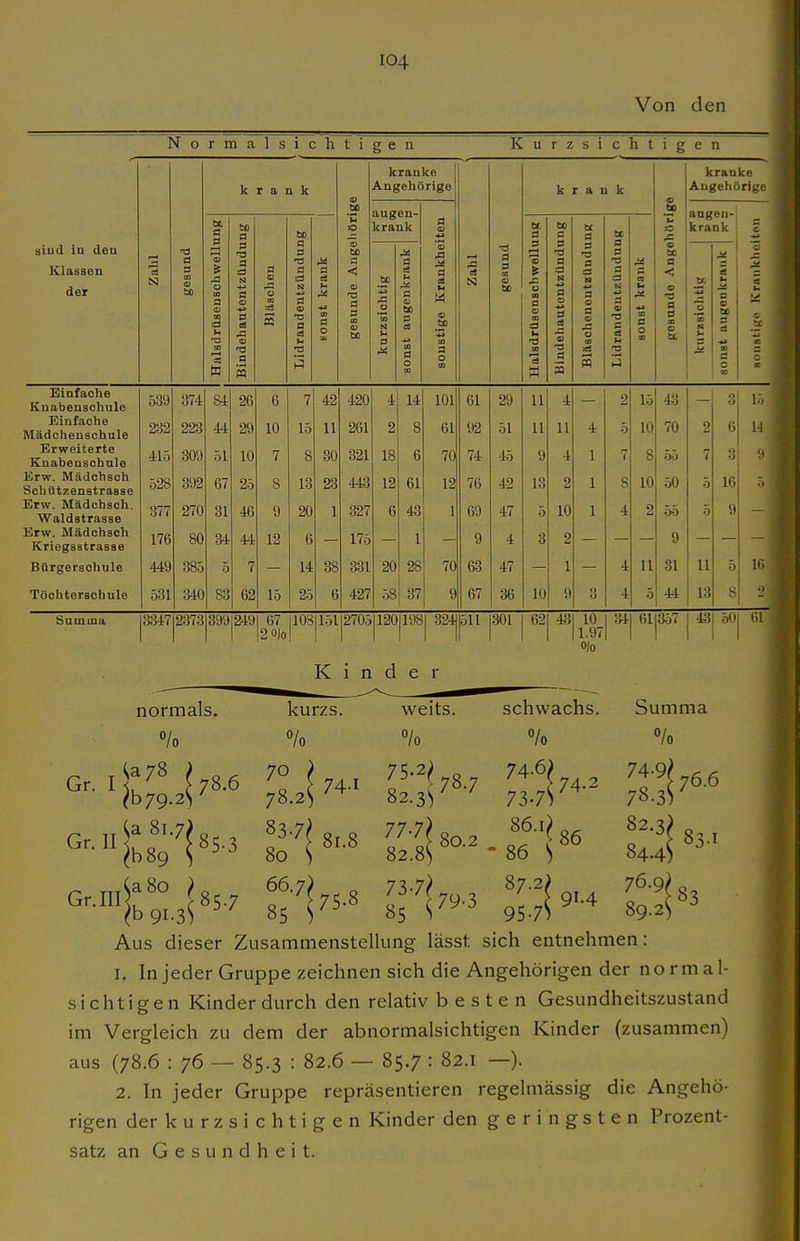 104
Von den
Normalsichtigen Kurzsichtigen
sind in den Klassen der | Zahl | gesund | krank: Halsdrüsenschwellung | Bindehautentzündung | Bläschen | Lidrandentzündung | sonst krank | gesunde Angehörige | kranke Angehörige: augenkrank: kurzsichtig | sonst augenkrank | sonstige Krankheiten | Zahl | gesund | krank: Halsdrüsenschwellung | Bindehautentzündung | Bläschenentzündung | Lidrandentzündung | sonst krank | gesunde Angehörige | kranke Angehörige: augenkrank: kurzsichtig | sonst augenkrank | sonstige Krankheiten
Einfache Knabenschule 539 374 84 26 6 7 42 420 4 14 101 61 29 11 4 — 2 15 43 — 3 15
Einfache Mädchenschule 232 223 44 29 10 15 11 261 2 8 61 92 51 11 11 4 5 10 70 2 6 14
Erweiterte Knabenschule 415 309 51 10 7 8 30 321 18 6 70 74 45 9 4 1 7 8 55 7 3 9
Erw. Mädchsch Schützenstrasse 528 392 67 25 8 13 23 443 12 61 12 76 42 13 2 1 8 10 50 5 16 5
Erw. Mädchsch. Waldstrasse 377 270 31 46 9 20 1 327 6 43 1 69 47 5 10 1 4 2 55 5 9 —
Erw. Mädchsch Kriegsstrasse 176 80 34 44 12 6 — 175 — 1 — 9 4 3 2 — — — 9 — — —
Bürgerschule 449 385 5 7 — 14 38 331 20 28 70 63 47 — 1 — 4 11 31 11 5 16
Töchterschule 531 340 83 62 15 25 6 427 58 37 9 67 36 10 9 3 4 5 44 13 8 2
Summa 3347 2373 399 249 67 2 % 108 151 2705 120 198 324 511 301 62 43 10 1.97 % 34 61 357 43 50 61
Kinder
normals. kurzs. weits. schwachs. Summa
% % % % %
Gr. I {a 78 b 79.2} 78.6 70 78.2} 74.1 75.2 82.3} 78.7 74.6 73.7} 74.2 74.9 78.3} 76.6
Gr. II {a 81.7 b 89} 85.3 83.7 80} 81.8 77.7 82.8} 80.2 - 86.1 86} 86 82.3 84.4} 83.1
Gr. III {a 80 b 91.3} 85.7 66.7 85} 75.8 73.7 85} 79.3 87.2 95.7} 91.4 76.9 89.2} 83
Aus dieser Zusammenstellung lässt sich entnehmen:
1. In jeder Gruppe zeichnen sich die Angehörigen der normal-
sichtigen Kinder durch den relativ besten Gesundheitszustand
im Vergleich zu dem der abnormalsichtigen Kinder (zusammen)
aus (78.6 : 76 — 85.3 : 82.6 — 85.7 : 82.1 —).
2. In jeder Gruppe repräsentieren regelmässig die Angehö-
rigen der kurzsichtigen Kinder den geringsten Prozent-
satz an Gesundheit.